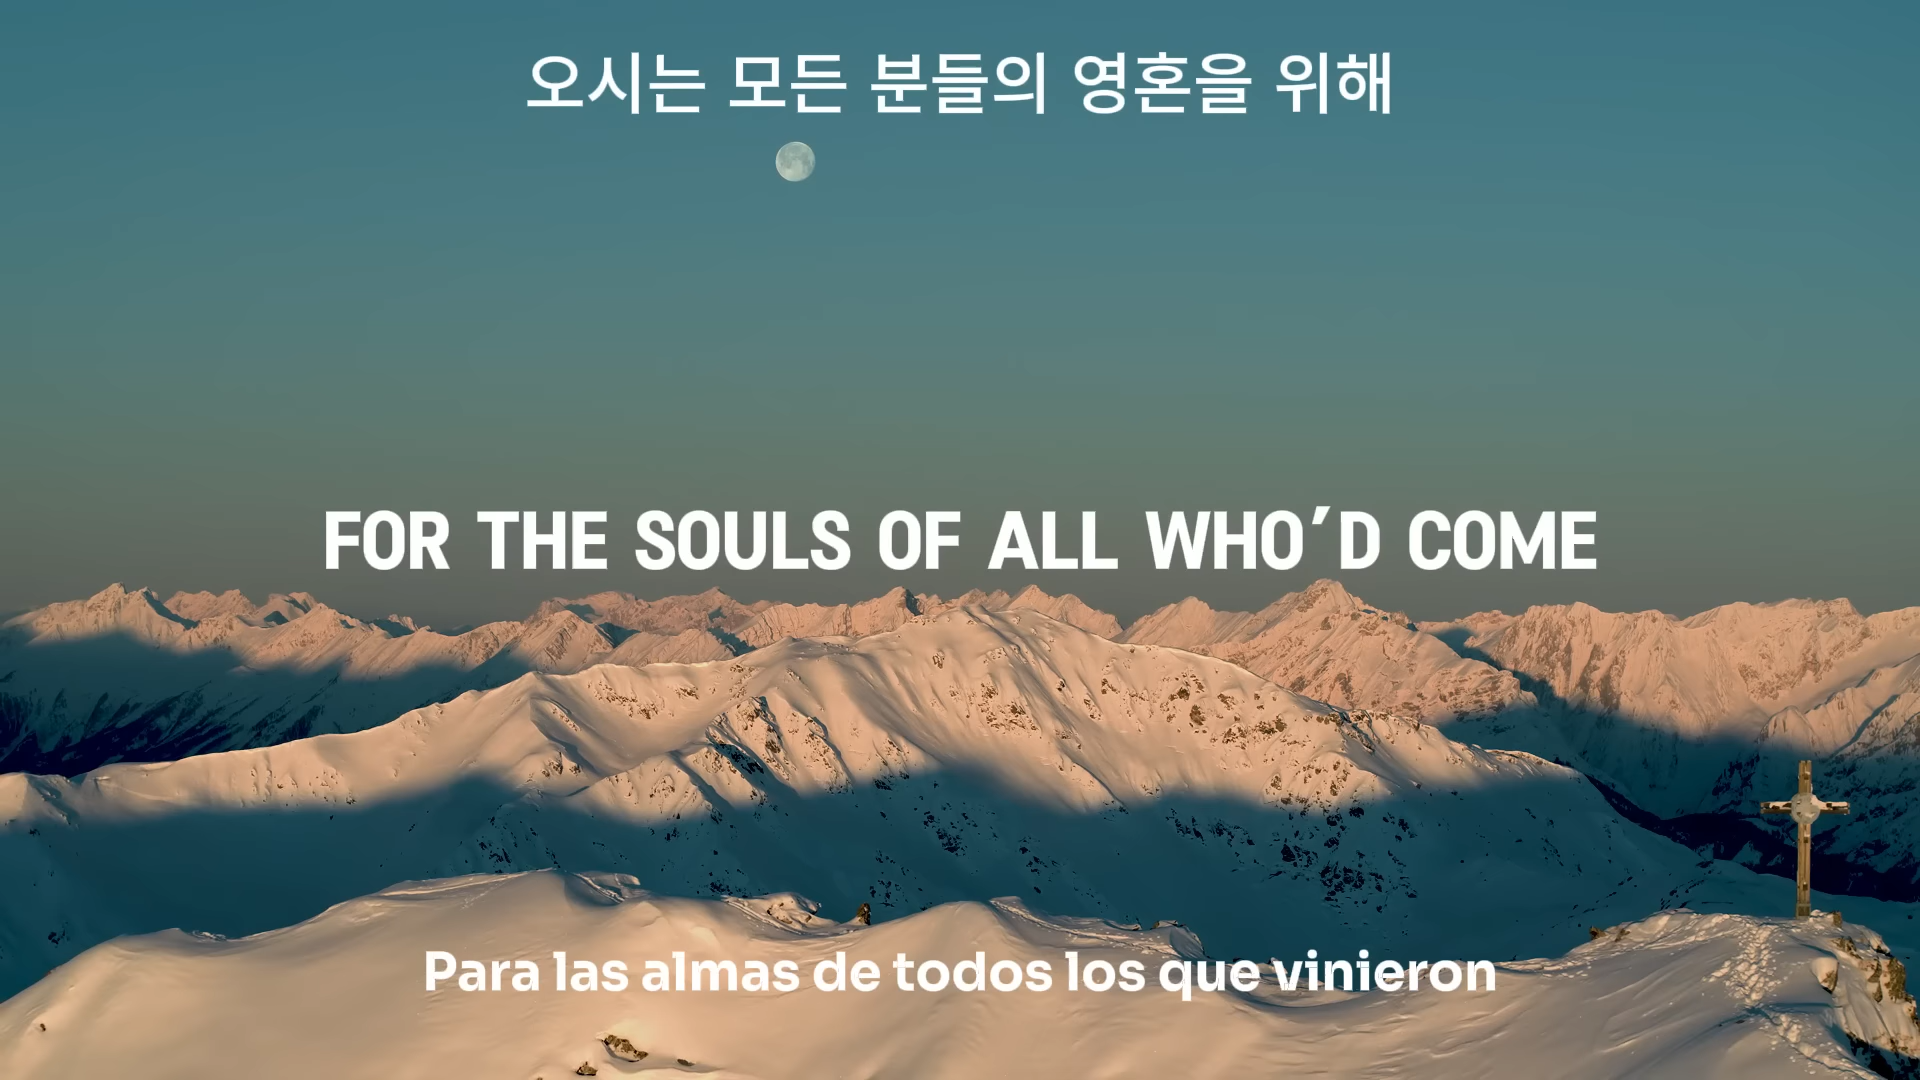 오시는 모든 분들의 영혼을 위해
FOR THE SOULS OF ALL WHO'D COME
Para las almas de todos los que vinieron